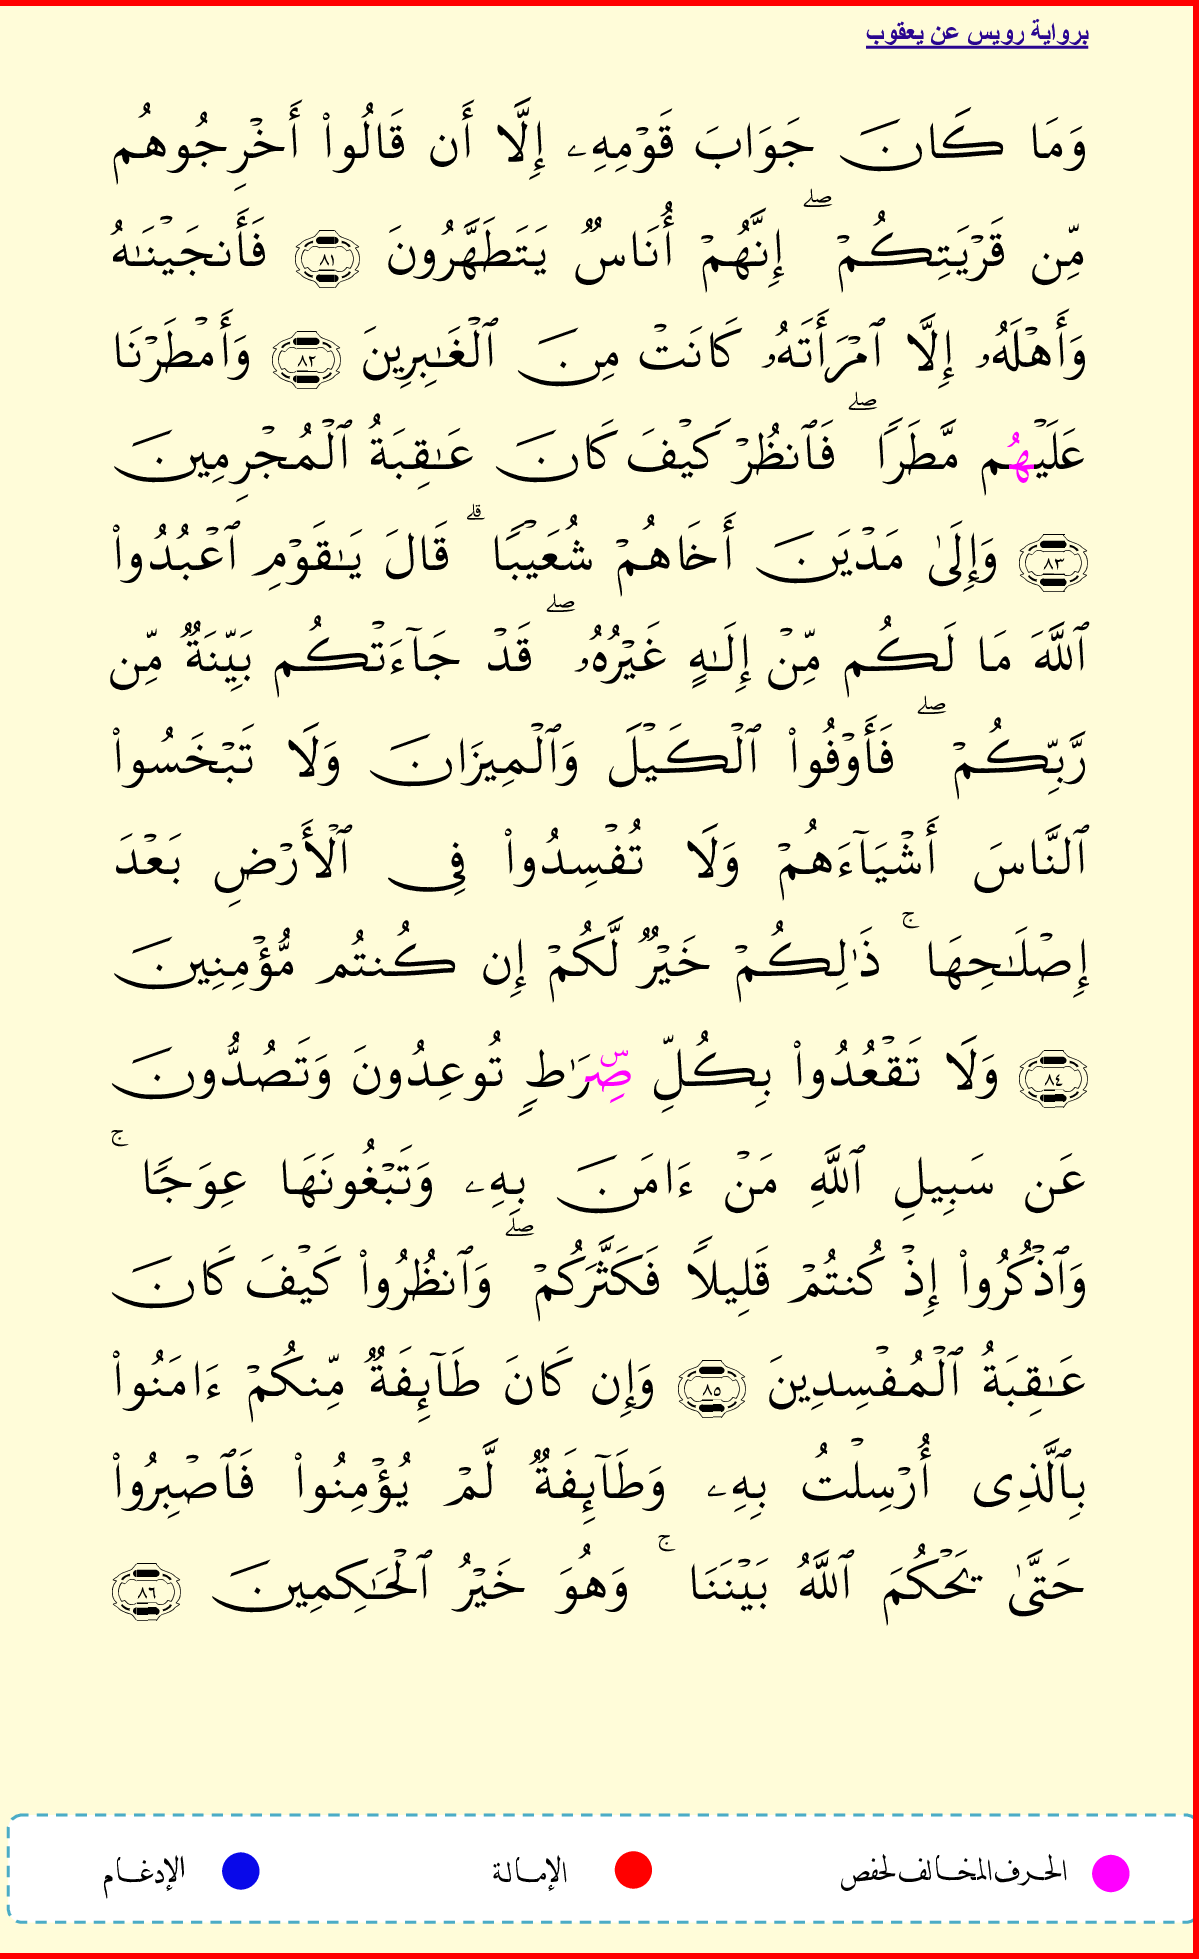 برواية رويس عن يعقوب
وَمَا كَانَ جَوَابَ قَوْمِهِۦٓ إِلَّآ أَن قَالُوٓا۟ أَخْرِجُوهُم
مِّن قَرْيَتِكُمْ ۖ إِنَّهُمْ أُنَاسٌ يَتَطَهَّرُونَ ٨١ فَأَنجَيْنَـٰهُ
وَأَهْلَهُۥٓ إِلَّا ٱمْرَأَتَهُۥ كَانَتْ مِنَ ٱلْغَـٰبِرِينَ ٨٢ وَأَمْطَرْنَا
عَلَيْهُم مَّطَرًا ۖ فَٱنظُرْ كَيْفَ كَانَ عَـٰقِبَةُ ٱلْمُجْرِمِينَ
٨٣ وَإِلَىٰ مَدْيَنَ أَخَاهُمْ شُعَيْبًا ۗ قَالَ يَـٰقَوْمِ ٱعْبُدُوا۟
ٱللَّهَ مَا لَكُم مِّنْ إِلَـٰهٍ غَيْرُهُۥ ۖ قَدْ جَآءَتْكُم بَيِّنَةٌ مِّن
رَّبِّكُمْ ۖ فَأَوْفُوا۟ ٱلْكَيْلَ وَٱلْمِيزَانَ وَلَا تَبْخَسُوا۟
ٱلنَّاسَ أَشْيَآءَهُمْ وَلَا تُفْسِدُوا۟ فِى ٱلْأَرْضِ بَعْدَ
إِصْلَـٰحِهَا ۚ ذَٰلِكُمْ خَيْرٌ لَّكُمْ إِن كُنتُم مُّؤْمِنِينَ
٨٤ وَلَا تَقْعُدُوا۟ بِكُلِّ صِّرَٰطٍ تُوعِدُونَ وَتَصُدُّونَ
عَن سَبِيلِ ٱللَّهِ مَنْ ءَامَنَ بِهِۦ وَتَبْغُونَهَا عِوَجًا ۚ
وَٱذْكُرُوا۟ إِذْ كُنتُمْ قَلِيلًا فَكَثَّرَكُمْ ۖ وَٱنظُرُوا۟ كَيْفَ كَانَ
عَـٰقِبَةُ ٱلْمُفْسِدِينَ ٨٥ وَإِن كَانَ طَآئِفَةٌ مِّنكُمْ ءَامَنُوا۟
بِٱلَّذِىٓ أُرْسِلْتُ بِهِۦ وَطَآئِفَةٌ لَّمْ يُؤْمِنُوا۟ فَٱصْبِرُوا۟
حَتَّىٰ يَحْكُمَ ٱللَّهُ بَيْنَنَا ۚ وَهُوَ خَيْرُ ٱلْحَـٰكِمِينَ ٨٦
الحرف المخالف لحفص الإمالة الإدغام